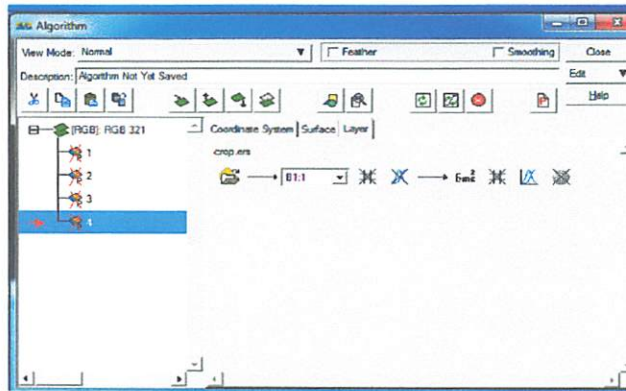 Algorithm
View Mode: Normal Feather Smoothing Close
Description: Algorithm Not Yet Saved Edit
Help
[RGB]: RGB 321 Coordinate System Surface Layer
1 crop.ers
2 B1:1
3
4